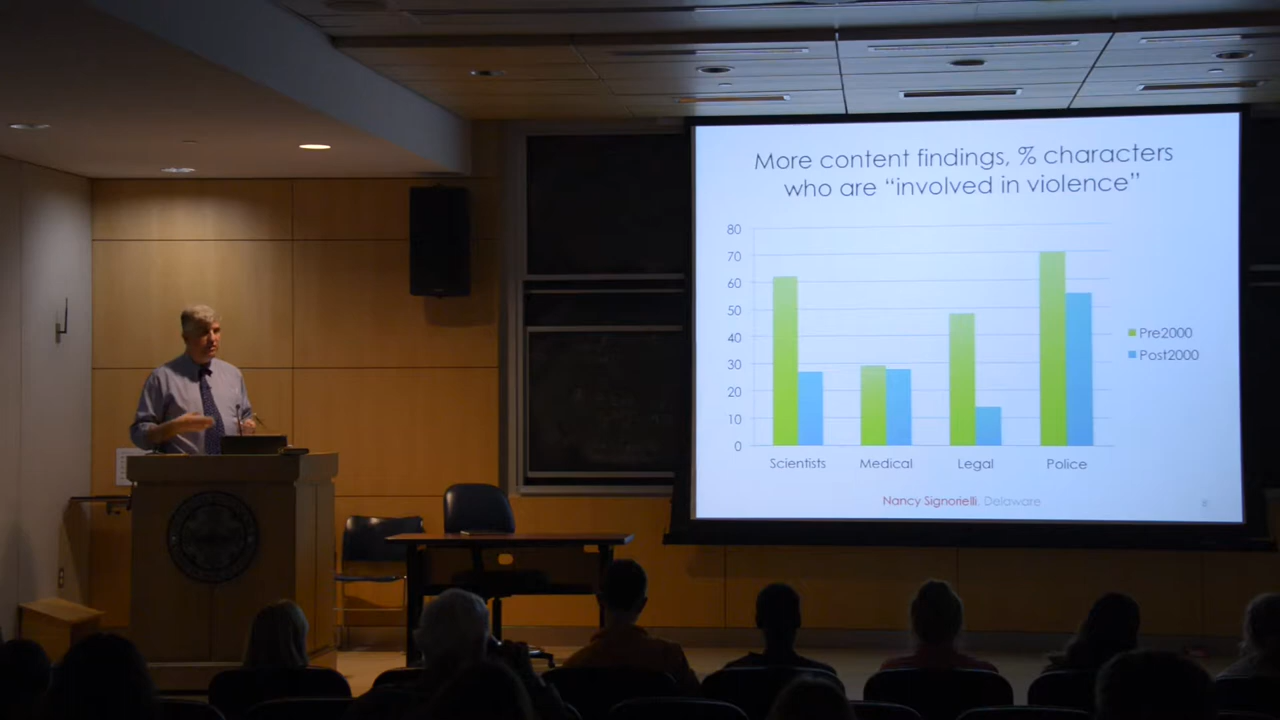 More content findings, % characters
who are “involved in violence”
80
70
60
50
40
30
20
10
0
Scientists
Medical
Legal
Police
Pre2000
Post2000
Nancy Signorielli, Delaware